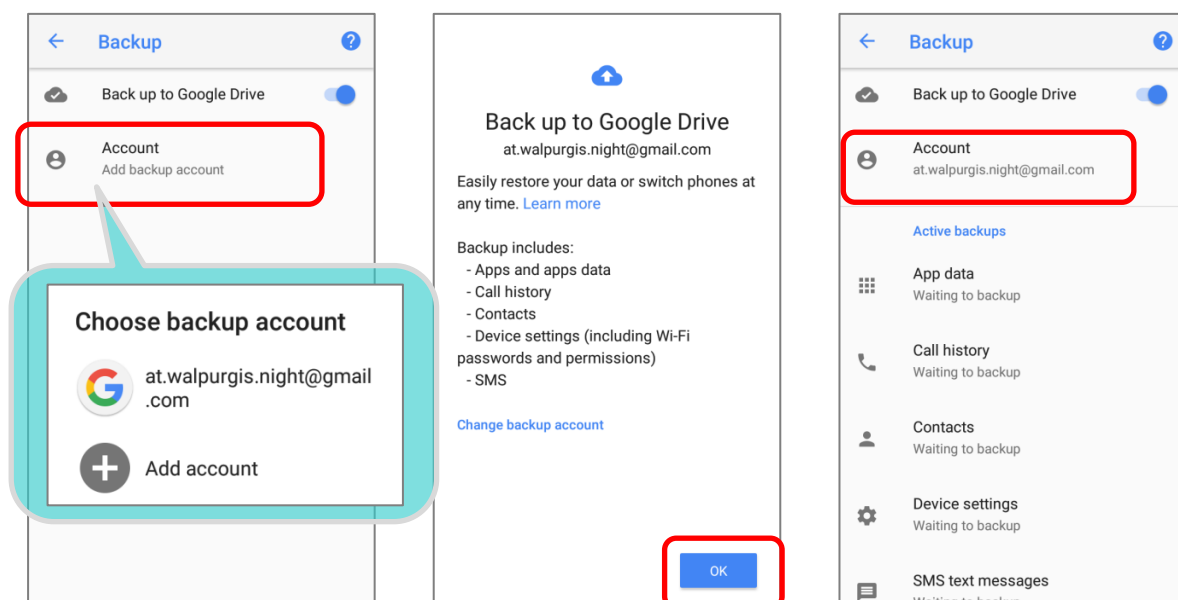 Backup
Back up to Google Drive
Account
Add backup account
Choose backup account
at.walpurgis.night@gmail
.com
Add account
Back up to Google Drive
at.walpurgis.night@gmail.com
Easily restore your data or switch phones at
any time. Learn more
Backup includes:
- Apps and apps data
- Call history
- Contacts
- Device settings (including Wi-Fi
passwords and permissions)
- SMS
Change backup account
OK
Backup
Back up to Google Drive
Account
at.walpurgis.night@gmail.com
Active backups
App data
Waiting to backup
Call history
Waiting to backup
Contacts
Waiting to backup
Device settings
Waiting to backup
SMS text messages
Waiting to backup